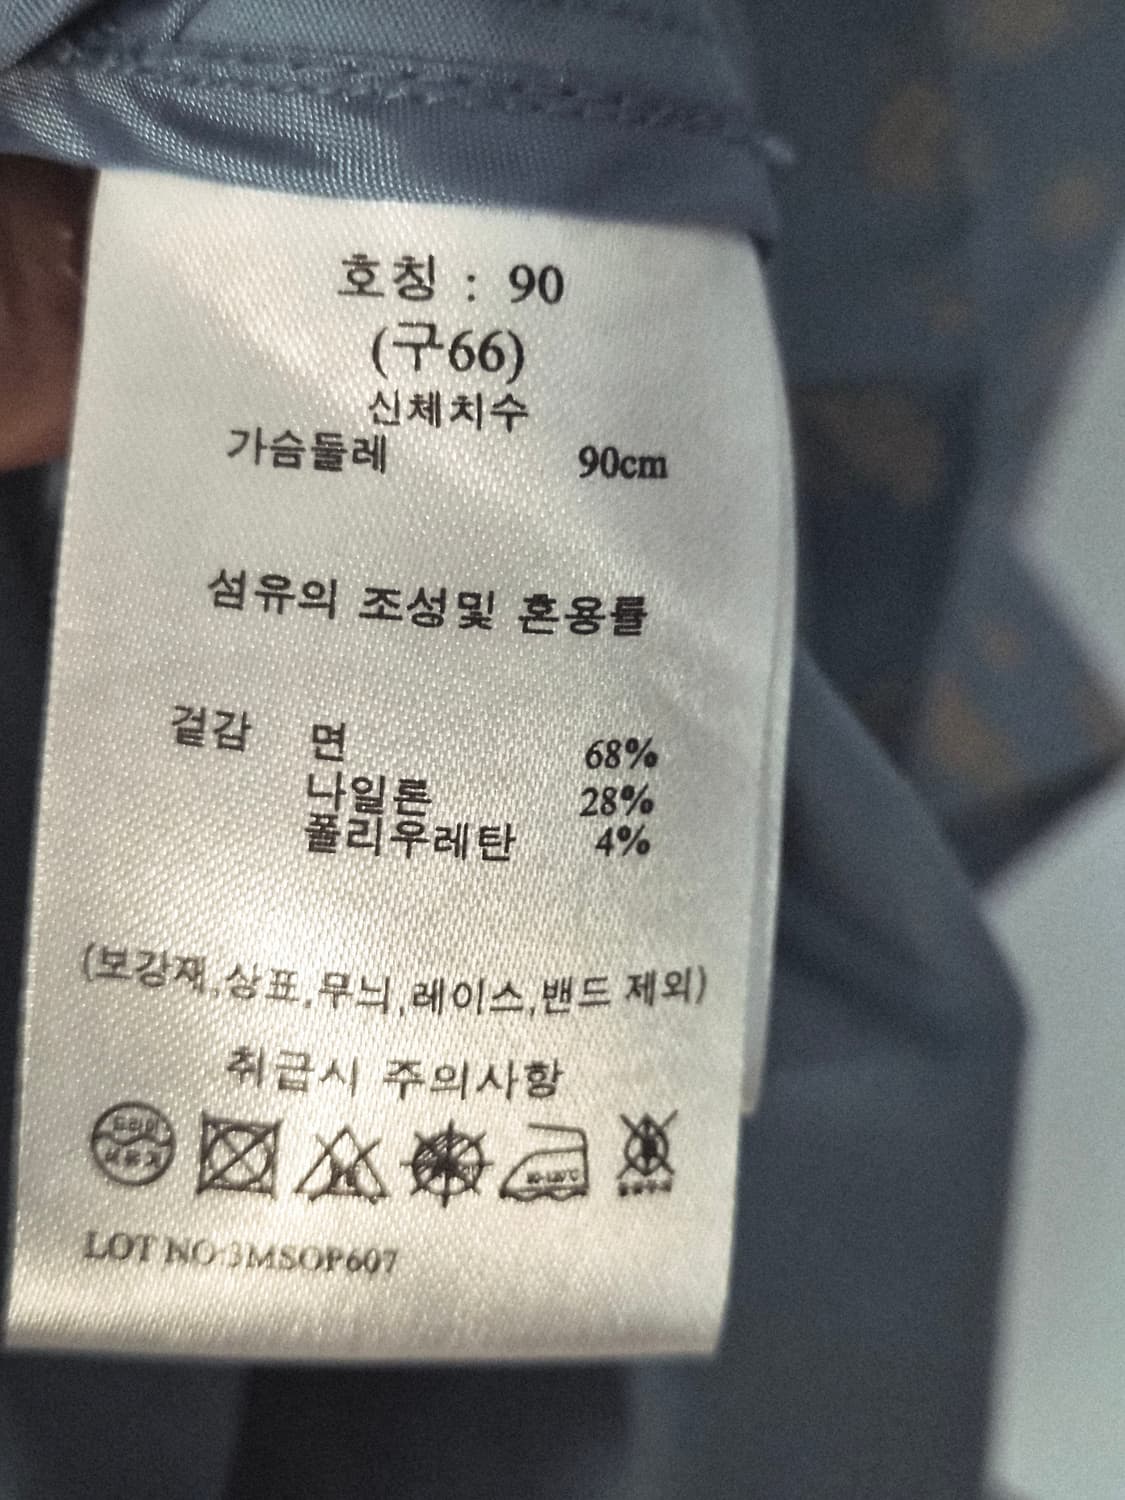 호칭 : 90
(구66)
신체치수
가슴둘레 90cm
섬유의 조성및 혼용률
겉감 면 68%
나일론 28%
폴리우레탄 4%
(보강재,상표,무늬,레이스,밴드 제외)
취급시 주의사항
드라이
LOT NO 3MSOP607